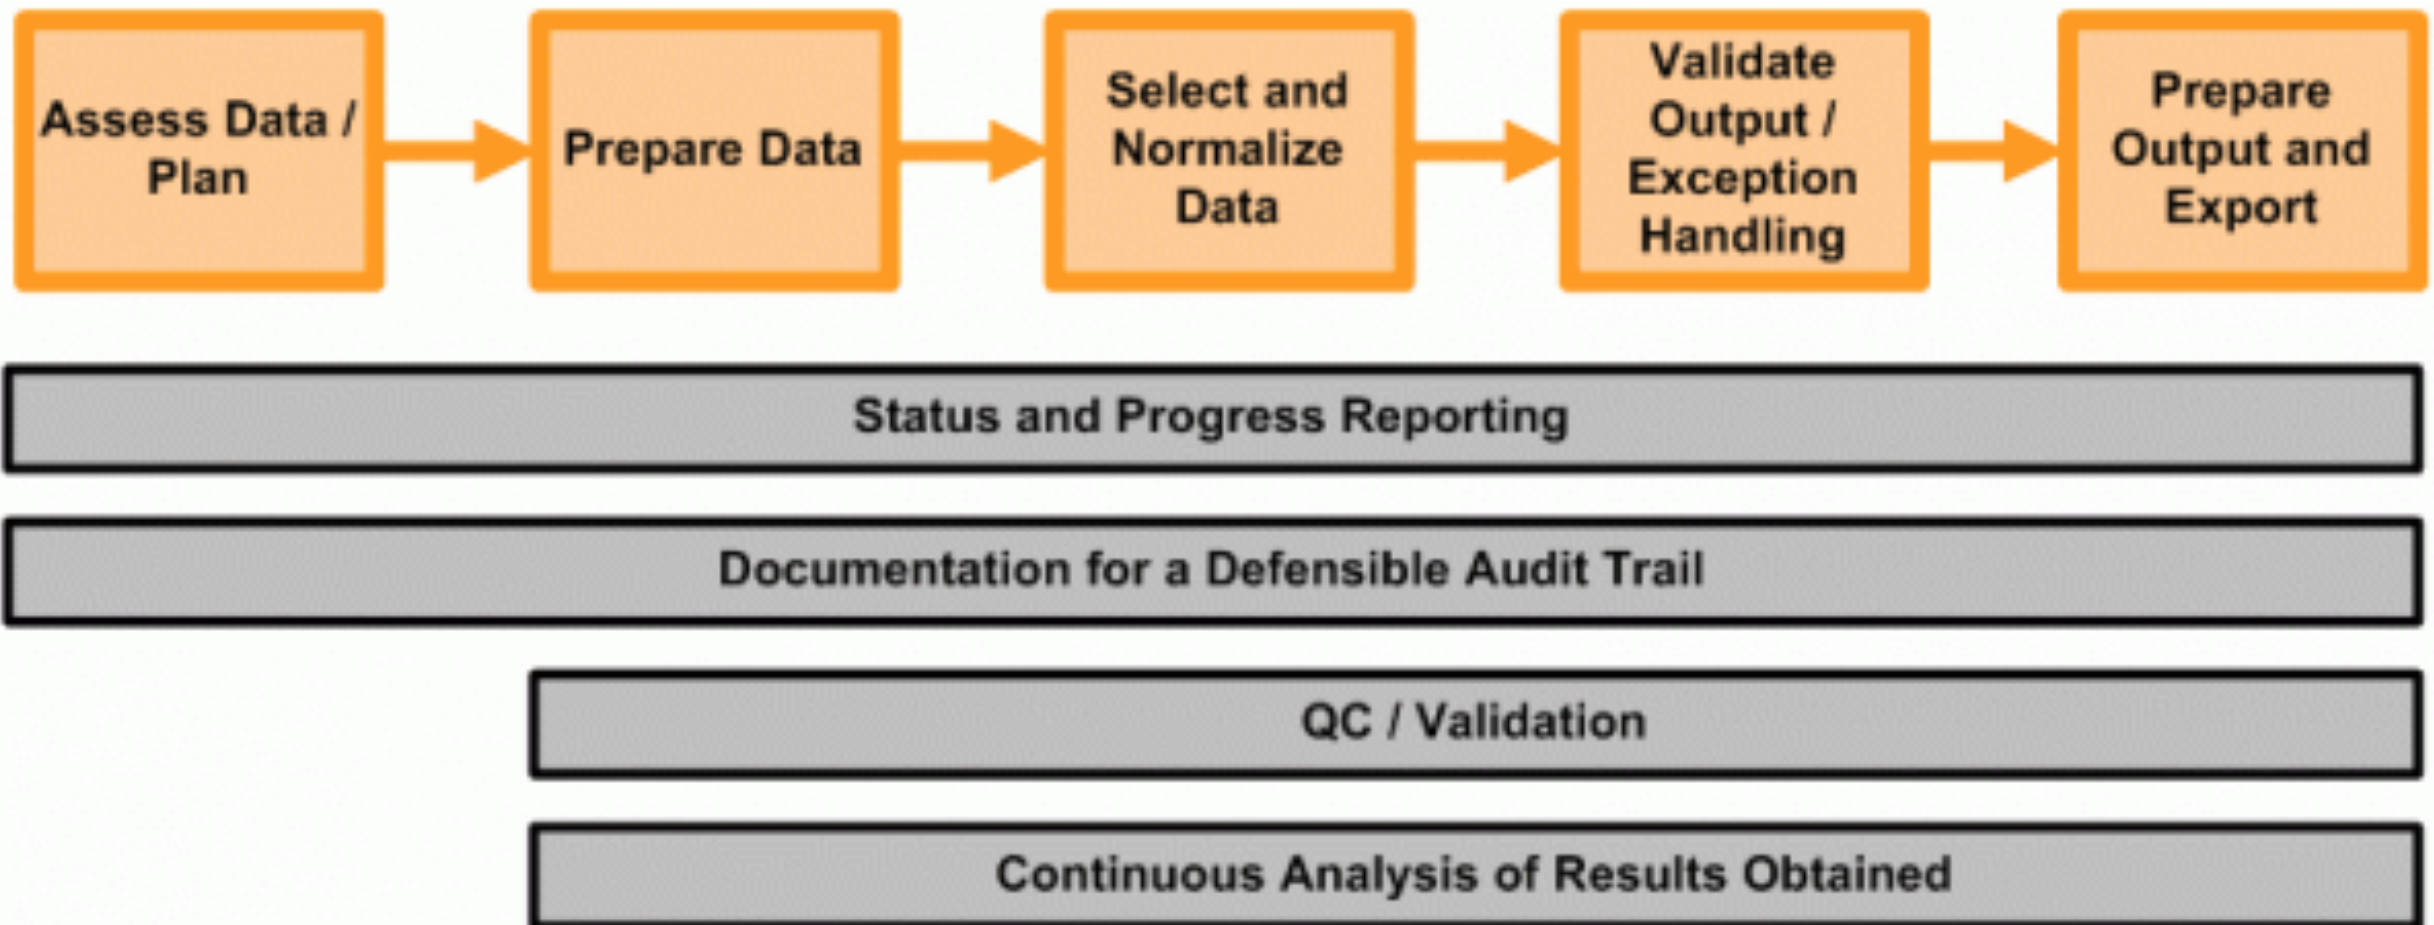 Assess Data /
Plan
Prepare Data
Select and
Normalize
Data
Validate
Output /
Exception
Handling
Prepare
Output and
Export
Status and Progress Reporting
Documentation for a Defensible Audit Trail
QC / Validation
Continuous Analysis of Results Obtained